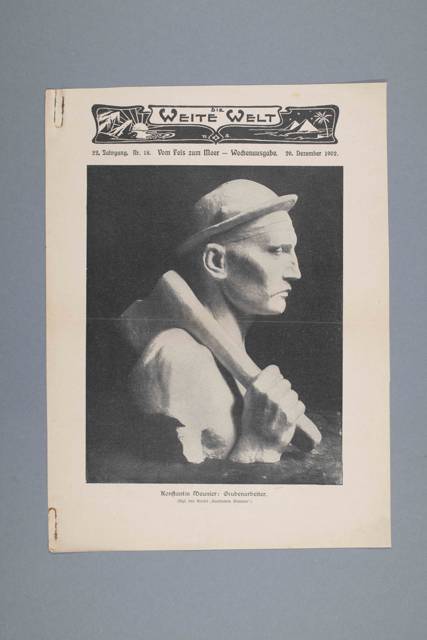 DIE
WEITE WELT
22. Jahrgang. Nr. 18. Vom Fels zum Meer — Wochenausgabe. 26. Dezember 1902.
Konstantin Meunier: Grubenarbeiter.